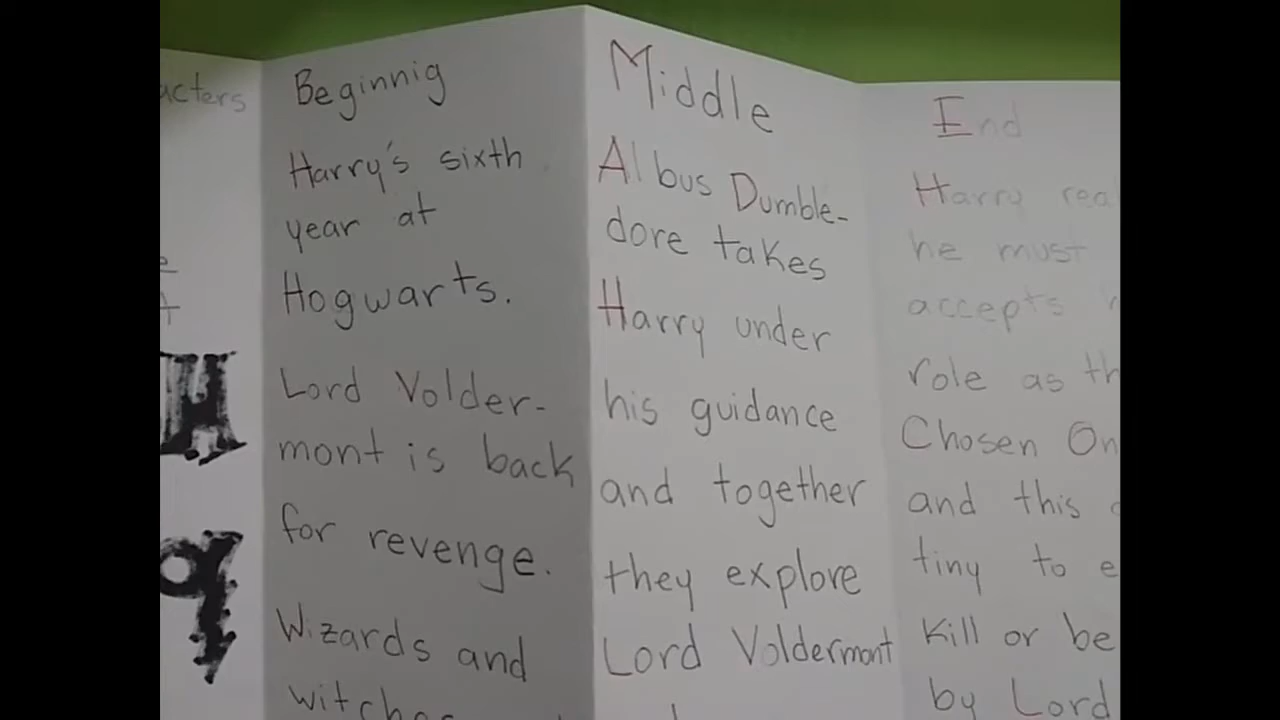 acters
H
q
Beginnig
Harry's sixth
year at
Hogwarts.
Lord Volder-
mont is back
for revenge.
Wizards and
witches
Middle
Albus Dumble-
dore takes
Harry under
his guidance
and together
they explore
Lord Voldermont
End
Harry real
he must
accepts
role as th
Chosen On
and this
tiny to e
Kill or be
by Lord